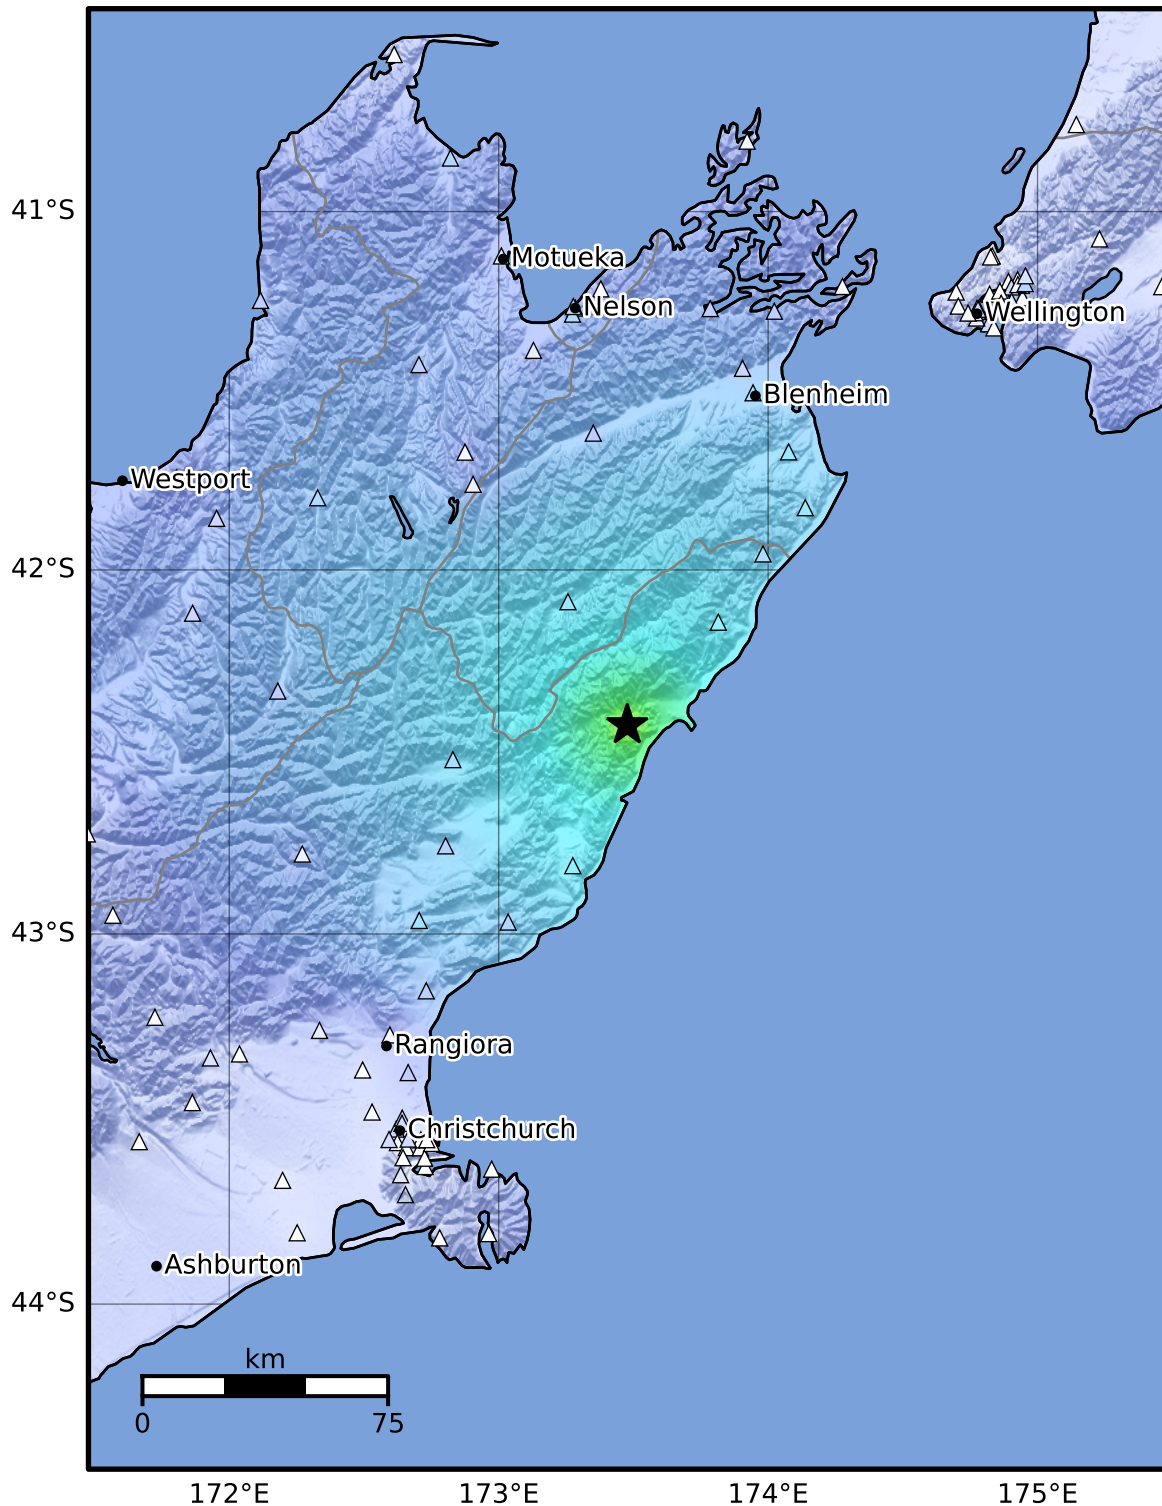 41°S
Motueka
Nelson
Wellington
Blenheim
Westport
42°S
43°S
Rangiora
Christchurch
Ashburton
44°S
km
0 75
172°E 173°E 174°E 175°E